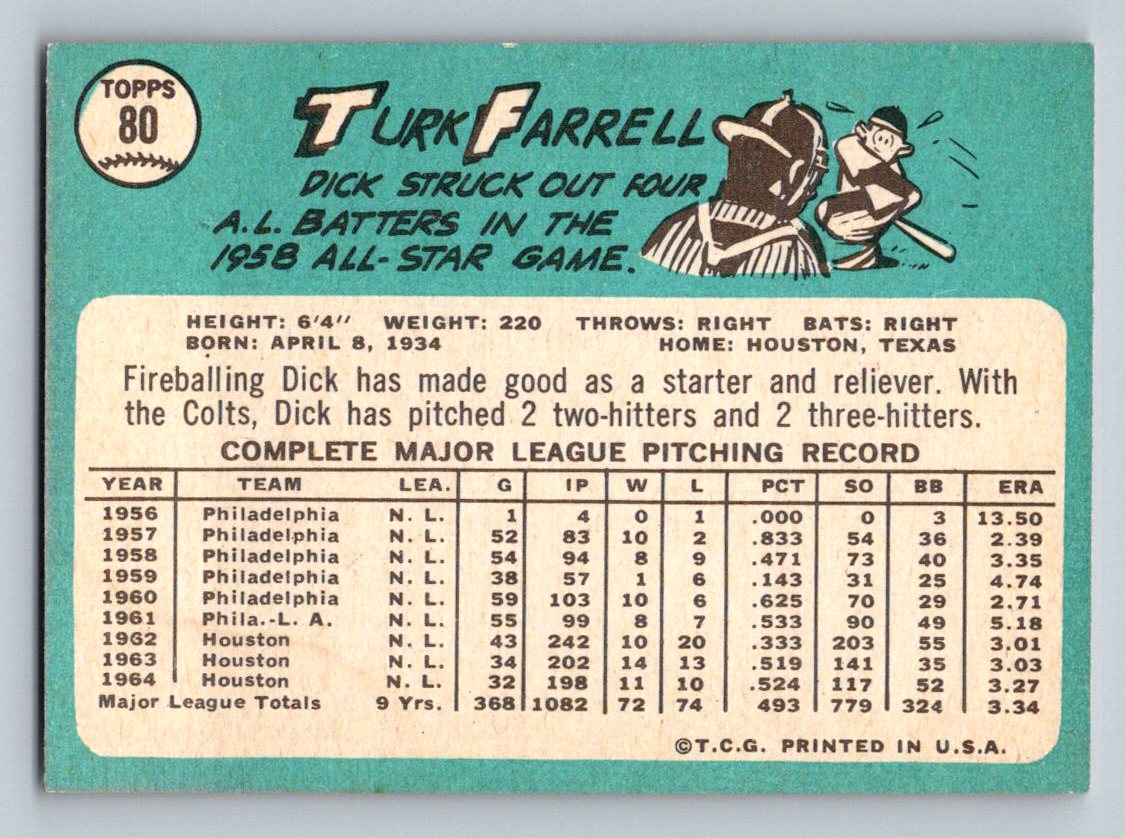 TOPPS
80
TURK FARRELL
DICK STRUCK OUT FOUR
A.L. BATTERS IN THE
1958 ALL-STAR GAME.
HEIGHT: 6'4" WEIGHT: 220 THROWS: RIGHT BATS: RIGHT
BORN: APRIL 8, 1934 HOME: HOUSTON, TEXAS
Fireballing Dick has made good as a starter and reliever. With
the Colts, Dick has pitched 2 two-hitters and 2 three-hitters.
COMPLETE MAJOR LEAGUE PITCHING RECORD
YEAR TEAM LEA. G IP W L PCT SO BB ERA
1956 Philadelphia N. L. 1 4 0 1 .000 0 3 13.50
1957 Philadelphia N. L. 52 83 10 2 .833 54 36 2.39
1958 Philadelphia N. L. 54 94 8 9 .471 73 40 3.35
1959 Philadelphia N. L. 38 57 1 6 .143 31 25 4.74
1960 Philadelphia N. L. 59 103 10 6 .625 70 29 2.71
1961 Phila.-L. A. N. L. 55 99 8 7 .533 90 49 5.18
1962 Houston N. L. 43 242 10 20 .333 203 55 3.01
1963 Houston N. L. 34 202 14 13 .519 141 35 3.03
1964 Houston N. L. 32 198 11 10 .524 117 52 3.27
Major League Totals 9 Yrs. 368 1082 72 74 493 779 324 3.34
©T.C.G. PRINTED IN U.S.A.